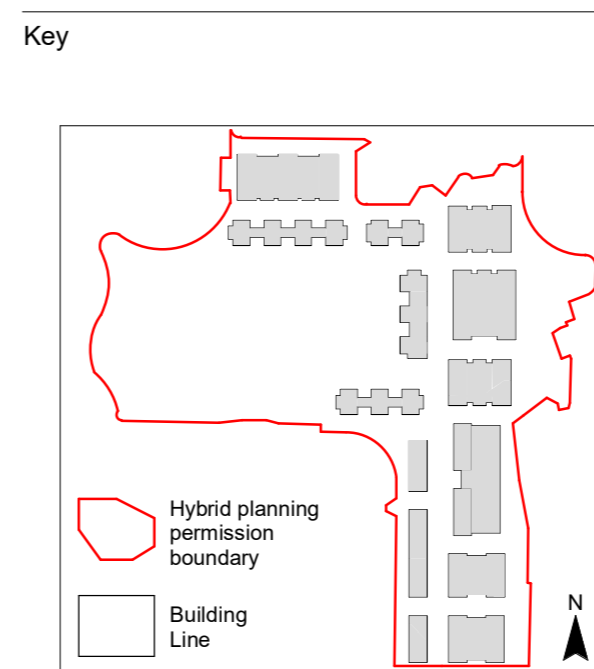 Key
Hybrid planning
permission
boundary
Building
Line
N